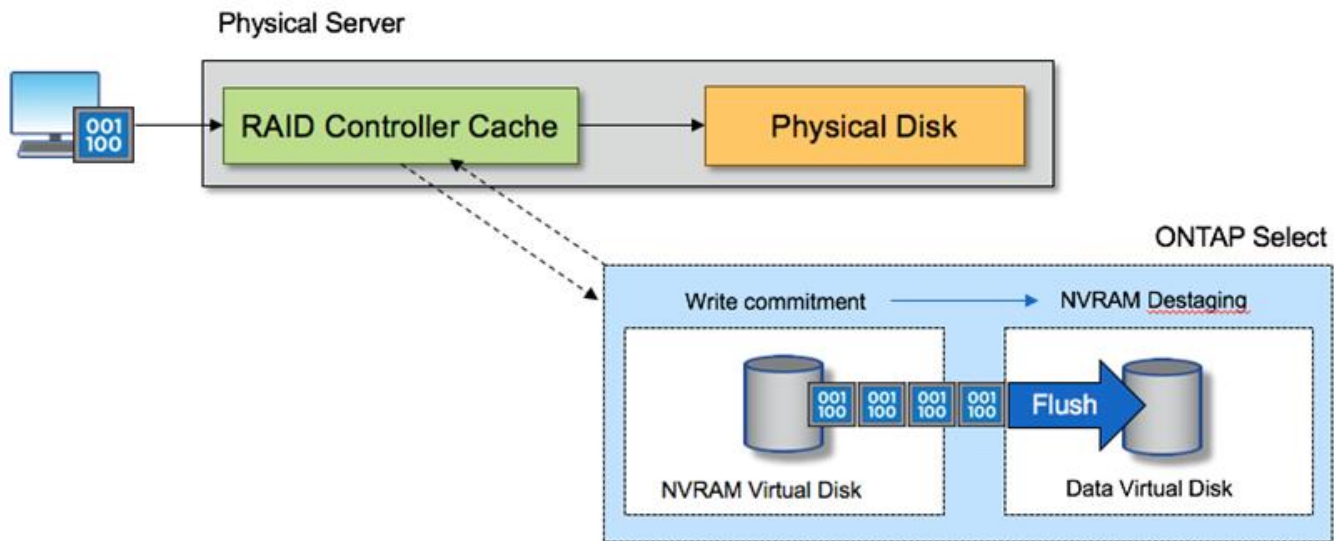 Physical Server
001
100
RAID Controller Cache
Physical Disk
ONTAP Select
Write commitment
NVRAM Destaging
001
100
001
100
001
100
001
100
Flush
NVRAM Virtual Disk
Data Virtual Disk